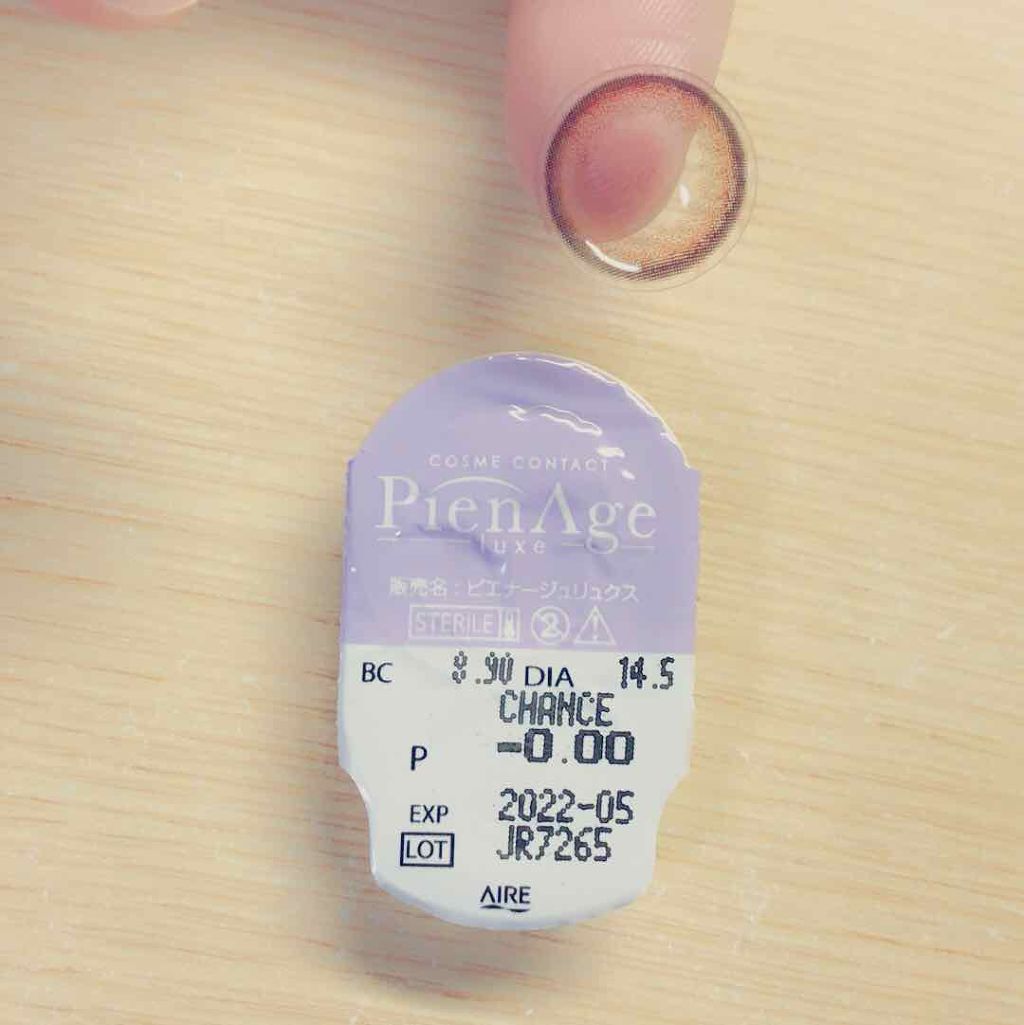 COSME CONTACT
PienAge
luxe
販売名：ピエナージュリュクス
STERILE
BC 8.90 DIA 14.5
CHANCE
P -0.00
EXP 2022-05
LOT JR7265
AIRE